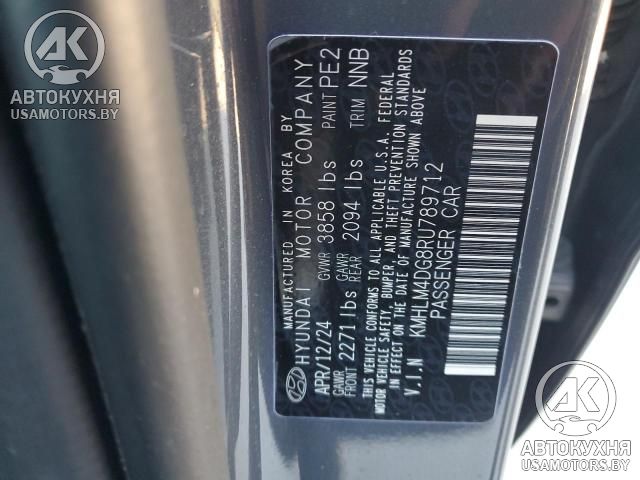 MANUFACTURED IN KOREA BY
HYUNDAI MOTOR COMPANY
APR/12/24 GVWR 3858 lbs PAINT PE2
GAWR FRONT 2271 lbs GAWR REAR 2094 lbs TRIM NNB
THIS VEHICLE CONFORMS TO ALL APPLICABLE U.S.A. FEDERAL
MOTOR VEHICLE SAFETY, BUMPER, AND THEFT PREVENTION STANDARDS
IN EFFECT ON THE DATE OF MANUFACTURE SHOWN ABOVE
V.I.N KMHLM4DG8RU789712
PASSENGER CAR
АК
АВТОКУХНЯ
USAMOTORS.BY
АК
АВТОКУХНЯ
USAMOTORS.BY